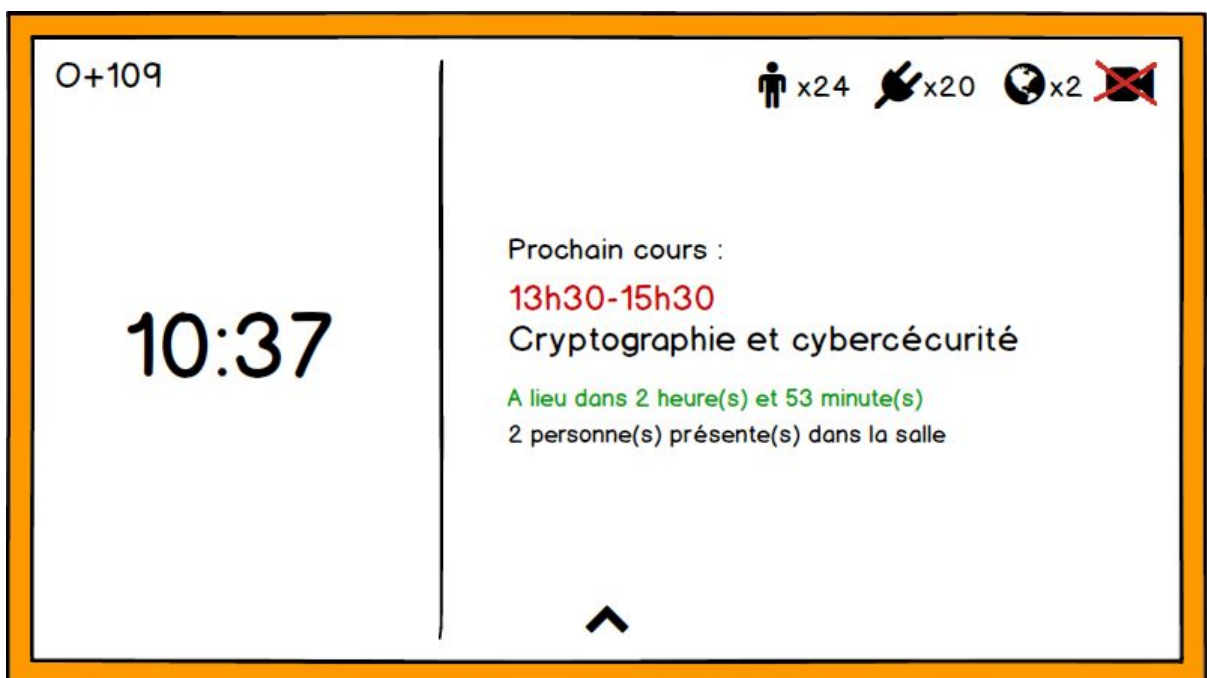 O+109
x24 x20 x2
10:37
Prochain cours :
13h30-15h30
Cryptographie et cybercécurité
A lieu dans 2 heure(s) et 53 minute(s)
2 personne(s) présente(s) dans la salle